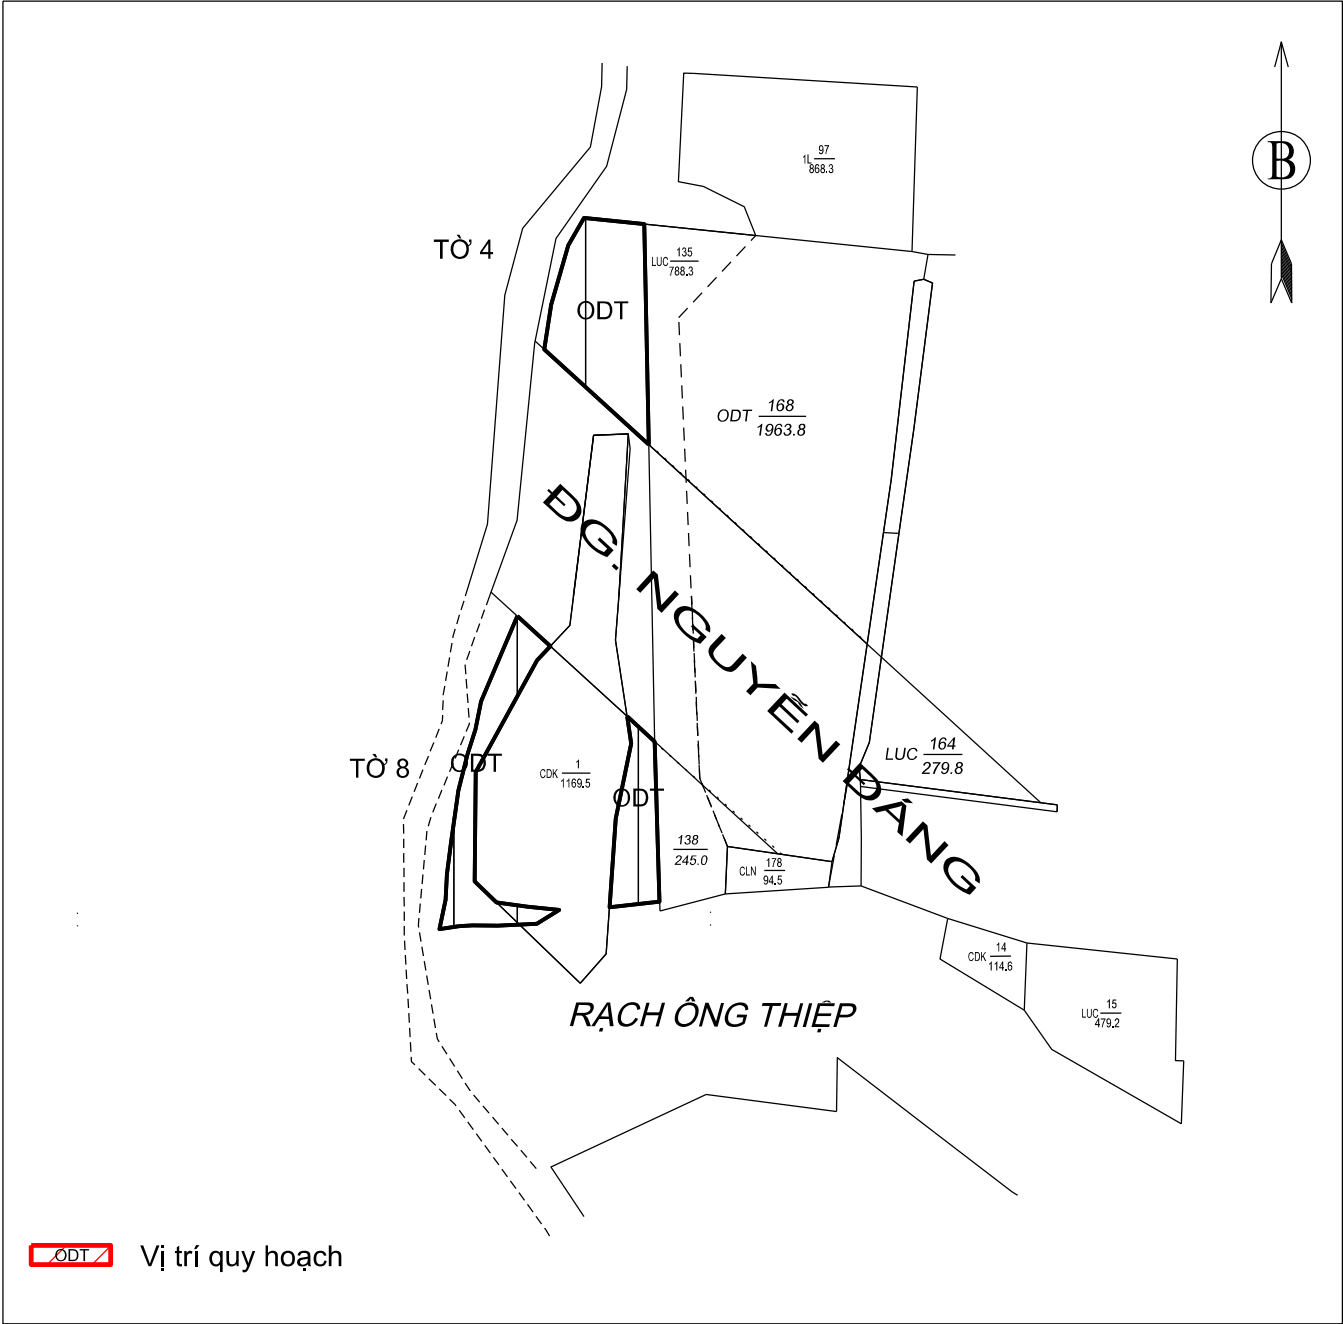 97
1L 868.3
B
TỜ 4
135
LUC 788.3
ODT
168
ODT 1963.8
ĐG. NGUYỄN ĐÁNG
164
LUC 279.8
TỜ 8
ODT
1
CDK 1169.5
ODT
138
245.0
178
CLN 94.5
14
CDK 114.6
15
LUC 479.2
RẠCH ÔNG THIỆP
ODT Vị trí quy hoạch